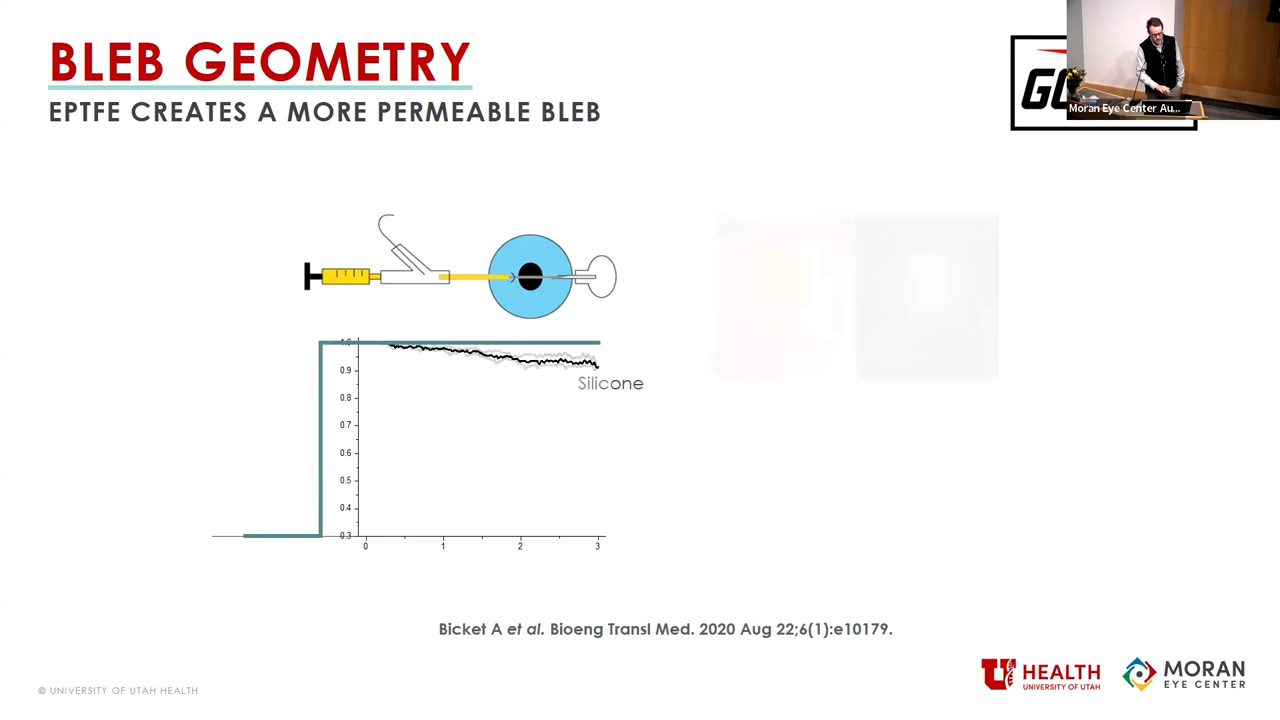 BLEB GEOMETRY
EPTFE CREATES A MORE PERMEABLE BLEB
Moran Eye Center Au...
1.0
0.9
0.8
0.7
0.6
0.5
0.4
0.3
0
1
2
3
Silicone
Bicket A et al. Bioeng Transl Med. 2020 Aug 22;6(1):e10179.
U HEALTH
UNIVERSITY OF UTAH
MORAN
EYE CENTER
© UNIVERSITY OF UTAH HEALTH